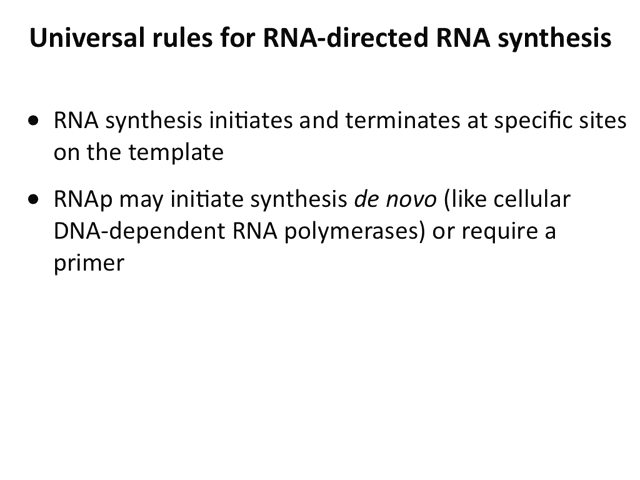 Universal rules for RNA-directed RNA synthesis
● RNA synthesis initiates and terminates at specific sites
on the template
● RNAp may initiate synthesis de novo (like cellular
DNA-dependent RNA polymerases) or require a
primer